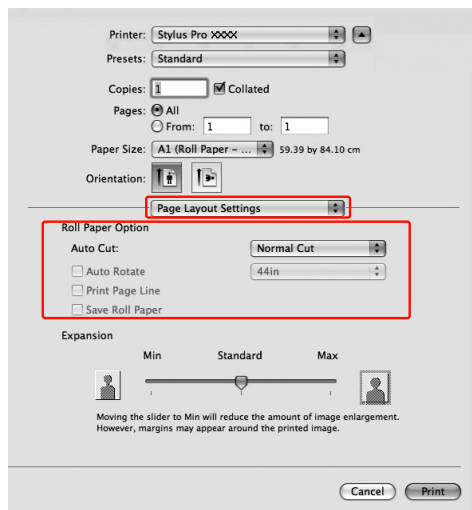 Printer: Stylus Pro XXXX
Presets: Standard
Copies: 1 Collated
Pages: All
From: 1 to: 1
Paper Size: A1 (Roll Paper – ... 59.39 by 84.10 cm
Orientation:
Page Layout Settings
Roll Paper Option
Auto Cut: Normal Cut
Auto Rotate 44in
Print Page Line
Save Roll Paper
Expansion
Min Standard Max
Moving the slider to Min will reduce the amount of image enlargement.
However, margins may appear around the printed image.
Cancel Print